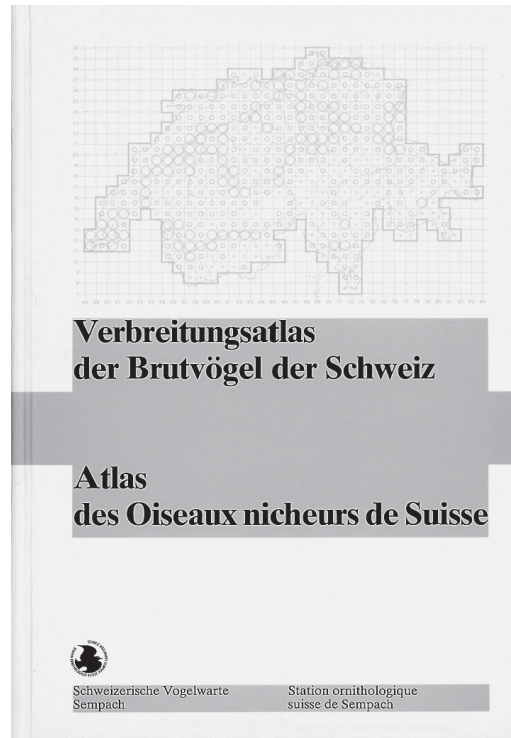 Verbreitungsatlas
der Brutvögel der Schweiz
Atlas
des Oiseaux nicheurs de Suisse
Schweizerische Vogelwarte
Sempach
Station ornithologique
suisse de Sempach